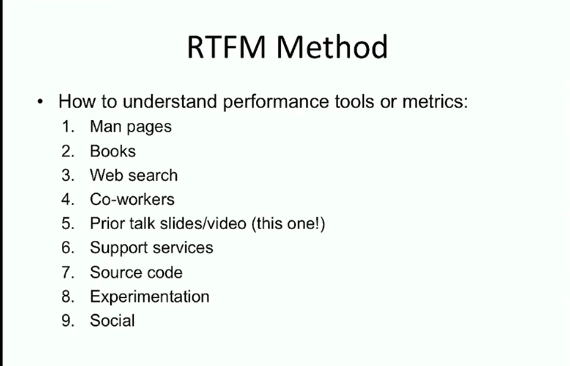 RTFM Method
• How to understand performance tools or metrics:
1. Man pages
2. Books
3. Web search
4. Co-workers
5. Prior talk slides/video (this one!)
6. Support services
7. Source code
8. Experimentation
9. Social